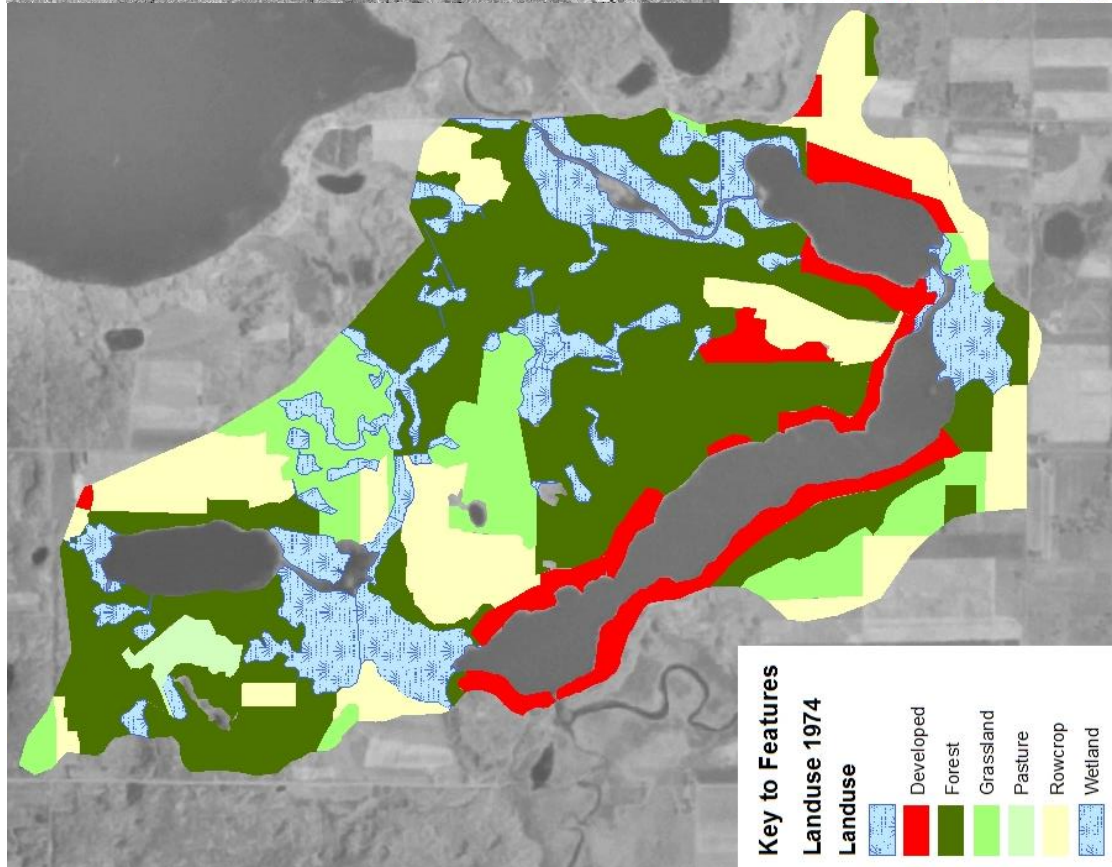 Key to Features
Landuse 1974
Landuse
Developed
Forest
Grassland
Pasture
Rowcrop
Wetland